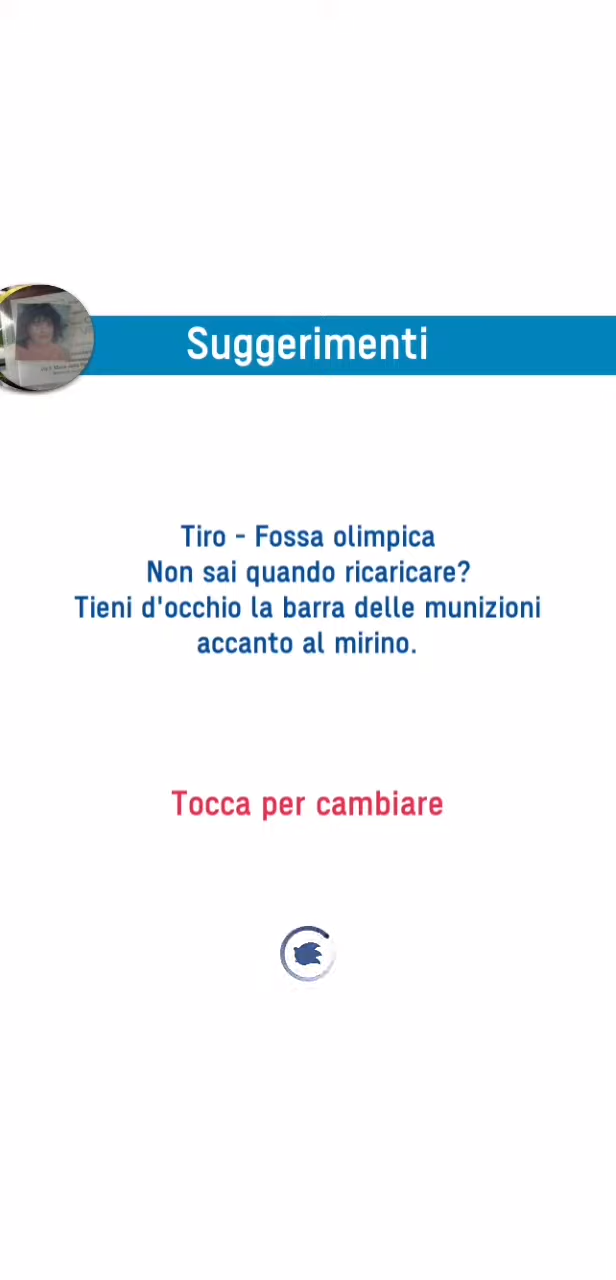 Suggerimenti
Tiro - Fossa olimpica
Non sai quando ricaricare?
Tieni d'occhio la barra delle munizioni
accanto al mirino.
Tocca per cambiare